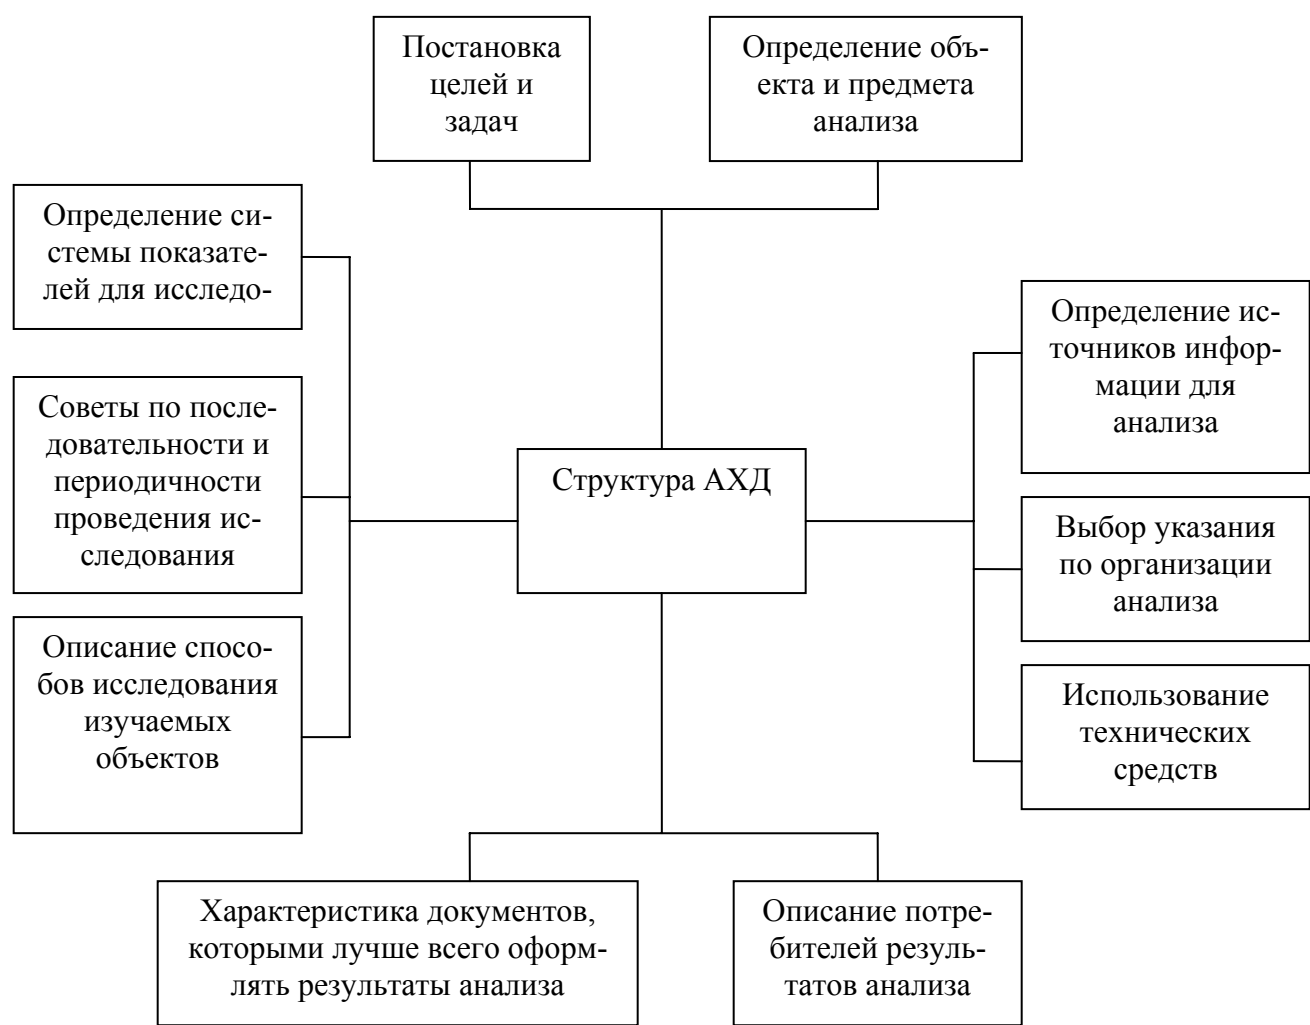 Постановка
целей и
задач
Определение объ-
екта и предмета
анализа
Определение си-
стемы показате-
лей для исследо-
Определение ис-
точников инфор-
мации для
анализа
Советы по после-
довательности и
периодичности
проведения ис-
следования
Структура АХД
Выбор указания
по организации
анализа
Описание спосо-
бов исследования
изучаемых
объектов
Использование
технических
средств
Характеристика документов,
которыми лучше всего оформ-
лять результаты анализа
Описание потре-
бителей резуль-
татов анализа